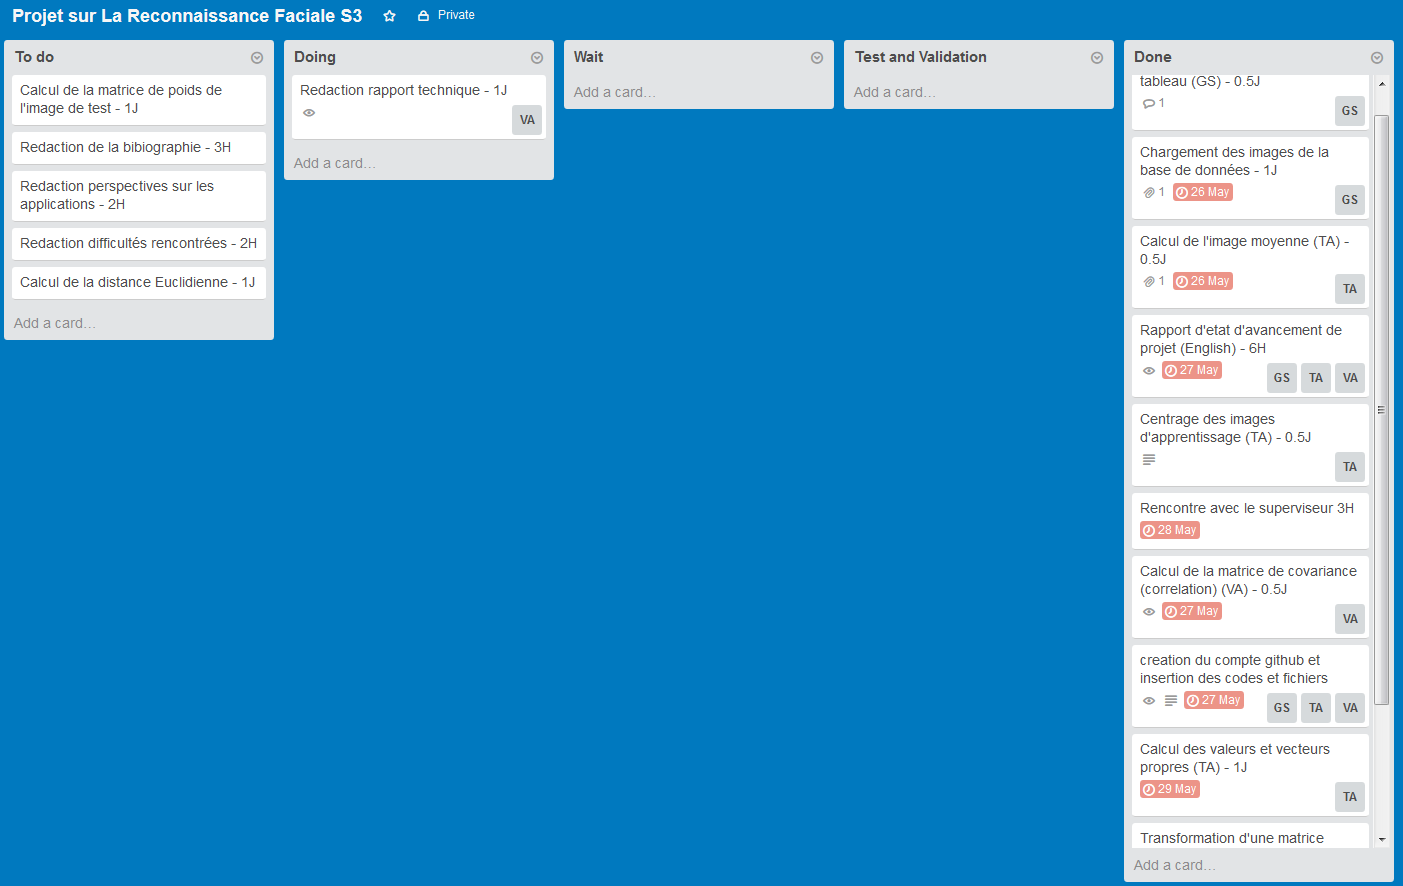 Projet sur La Reconnaissance Faciale S3
Private
To do
Calcul de la matrice de poids de
l'image de test - 1J
Redaction de la bibiographie - 3H
Redaction perspectives sur les
applications - 2H
Redaction difficultés rencontrées - 2H
Calcul de la distance Euclidienne - 1J
Add a card...
Doing
Redaction rapport technique - 1J
VA
Add a card...
Wait
Add a card...
Test and Validation
Add a card...
Done
tableau (GS) - 0.5J
1
GS
Chargement des images de la
base de données - 1J
1 26 May
GS
Calcul de l'image moyenne (TA) -
0.5J
1 26 May
TA
Rapport d'etat d'avancement de
projet (English) - 6H
27 May
GS TA VA
Centrage des images
d'apprentissage (TA) - 0.5J
TA
Rencontre avec le superviseur 3H
28 May
Calcul de la matrice de covariance
(correlation) (VA) - 0.5J
27 May
VA
creation du compte github et
insertion des codes et fichiers
27 May
GS TA VA
Calcul des valeurs et vecteurs
propres (TA) - 1J
29 May
TA
Transformation d'une matrice
Add a card...